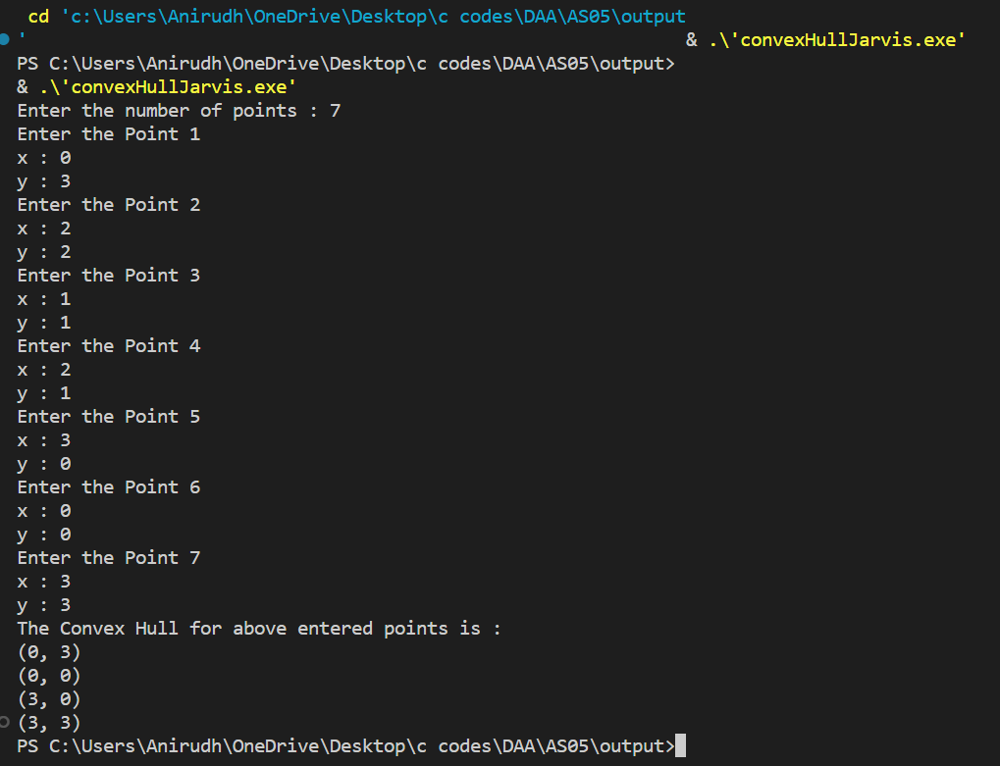 cd 'c:\Users\Anirudh\OneDrive\Desktop\c codes\DAA\AS05\output
' & .\'convexHullJarvis.exe'
PS C:\Users\Anirudh\OneDrive\Desktop\c codes\DAA\AS05\output>
& .\'convexHullJarvis.exe'
Enter the number of points : 7
Enter the Point 1
x : 0
y : 3
Enter the Point 2
x : 2
y : 2
Enter the Point 3
x : 1
y : 1
Enter the Point 4
x : 2
y : 1
Enter the Point 5
x : 3
y : 0
Enter the Point 6
x : 0
y : 0
Enter the Point 7
x : 3
y : 3
The Convex Hull for above entered points is :
(0, 3)
(0, 0)
(3, 0)
(3, 3)
PS C:\Users\Anirudh\OneDrive\Desktop\c codes\DAA\AS05\output>